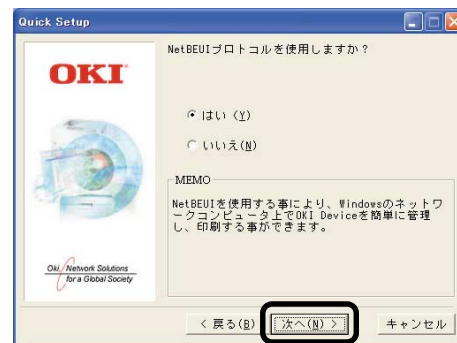 Quick Setup
OKI
Oki, Network Solutions
for a Global Society
NetBEUIプロトコルを使用しますか？
はい (Y)
いいえ(N)
MEMO
NetBEUIを使用する事により、Windowsのネットワ
ークコンピュータ上でOKI Deviceを簡単に管理
し、印刷する事ができます。
< 戻る(B)
次へ(N) >
キャンセル